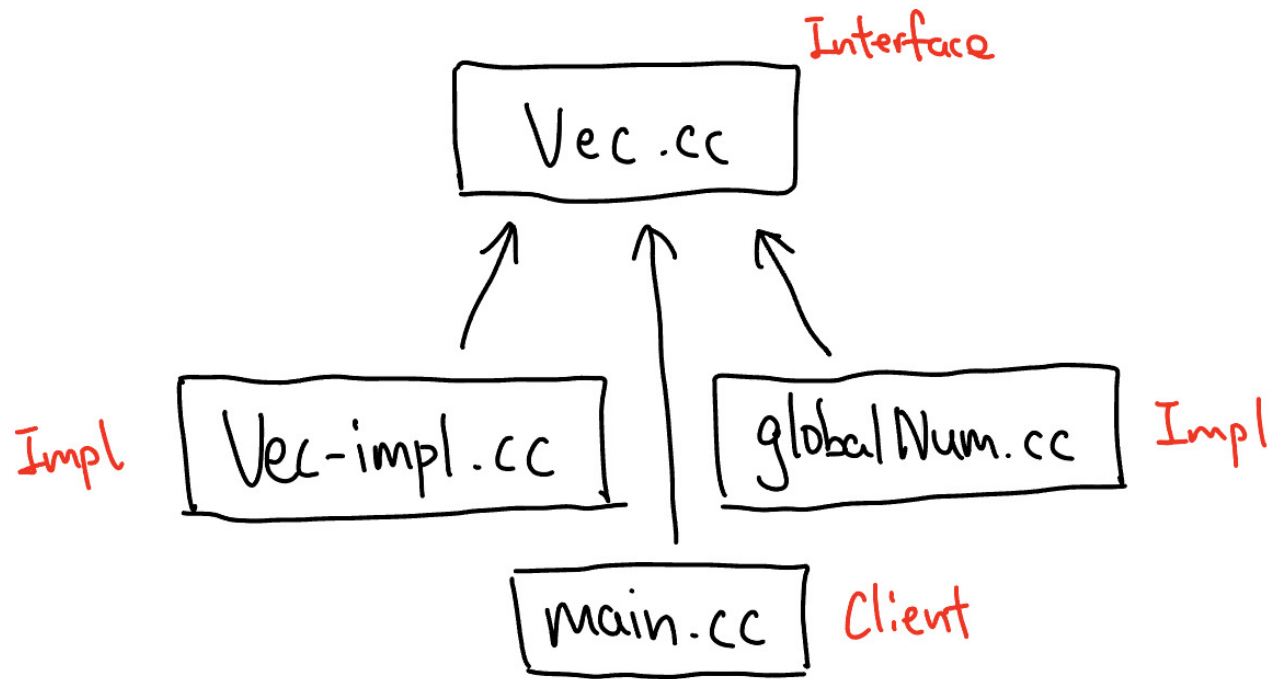 Interface
Vec.cc
Impl
Vec-impl.cc
globalNum.cc
Impl
main.cc
Client